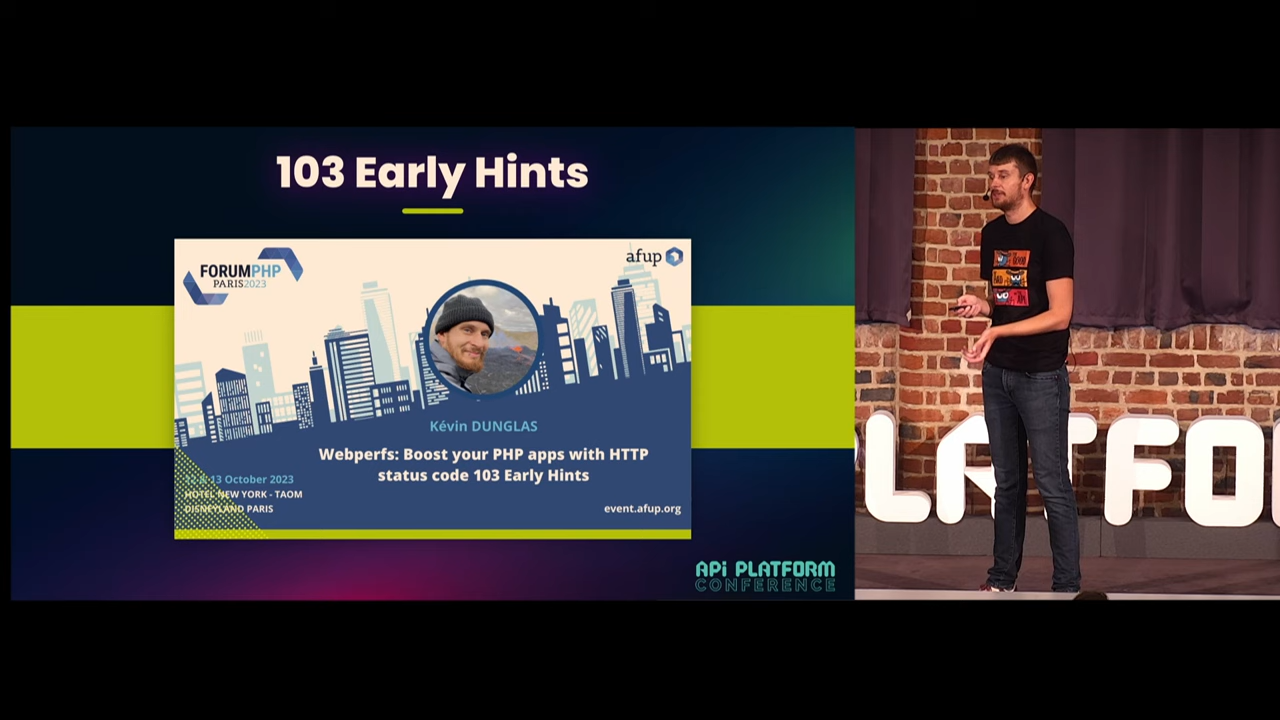 103 Early Hints
FORUMPHP
PARIS2023
afup
Kévin DUNGLAS
Webperfs: Boost your PHP apps with HTTP
status code 103 Early Hints
13 October 2023
HOTEL NEW YORK - TAOM
DISNEYLAND PARIS
event.afup.org
APi PLATFORM
CONFERENCE
PLATFO